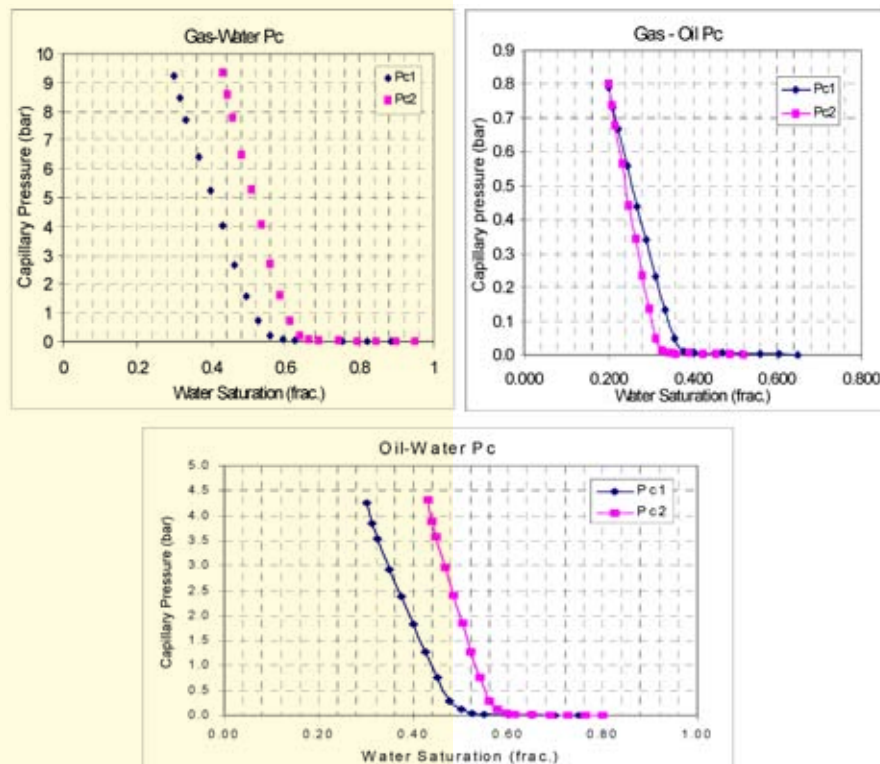 Gas-Water Pc
Capillary Pressure (bar)
10
9
8
7
6
5
4
3
2
1
0
Pc1
Pc2
0 0.2 0.4 0.6 0.8 1
Water Saturation (frac.)
Gas - Oil Pc
Capillary pressure (bar)
0.9
0.8
0.7
0.6
0.5
0.4
0.3
0.2
0.1
0.0
Pc1
Pc2
0.000 0.200 0.400 0.600 0.800
Water Saturation (frac.)
Oil-Water Pc
Capillary Pressure (bar)
5.0
4.5
4.0
3.5
3.0
2.5
2.0
1.5
1.0
0.5
0.0
Pc1
Pc2
0.00 0.20 0.40 0.60 0.80 1.00
Water Saturation (frac.)